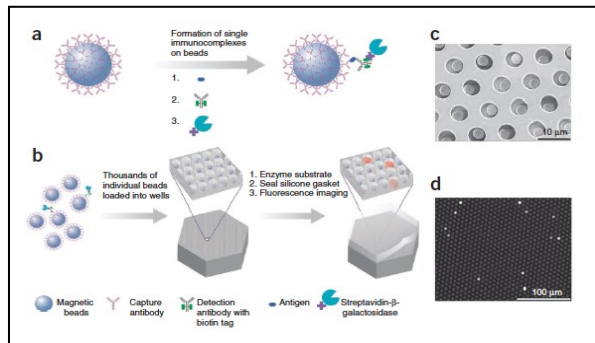 a
Formation of single
immunocomplexes
on beads
1.
2.
3.
b
Thousands of
individual beads
loaded into wells
1. Enzyme substrate
2. Seal silicone gasket
3. Fluorescence imaging
Magnetic
beads
Capture
antibody
Detection
antibody with
biotin tag
Antigen
Streptavidin-β-
galactosidase
c
10 μm
d
100 μm